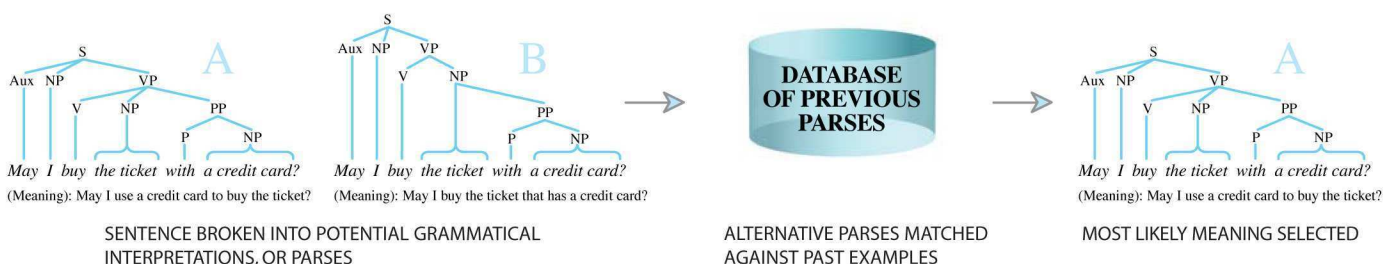 S
A
Aux NP VP
V NP PP
P NP
May I buy the ticket with a credit card?
(Meaning): May I use a credit card to buy the ticket?
S
B
Aux NP VP
V NP
PP
P NP
May I buy the ticket with a credit card?
(Meaning): May I buy the ticket that has a credit card?
SENTENCE BROKEN INTO POTENTIAL GRAMMATICAL
INTERPRETATIONS, OR PARSES
DATABASE
OF PREVIOUS
PARSES
ALTERNATIVE PARSES MATCHED
AGAINST PAST EXAMPLES
S
A
Aux NP VP
V NP PP
P NP
May I buy the ticket with a credit card?
(Meaning): May I use a credit card to buy the ticket?
MOST LIKELY MEANING SELECTED